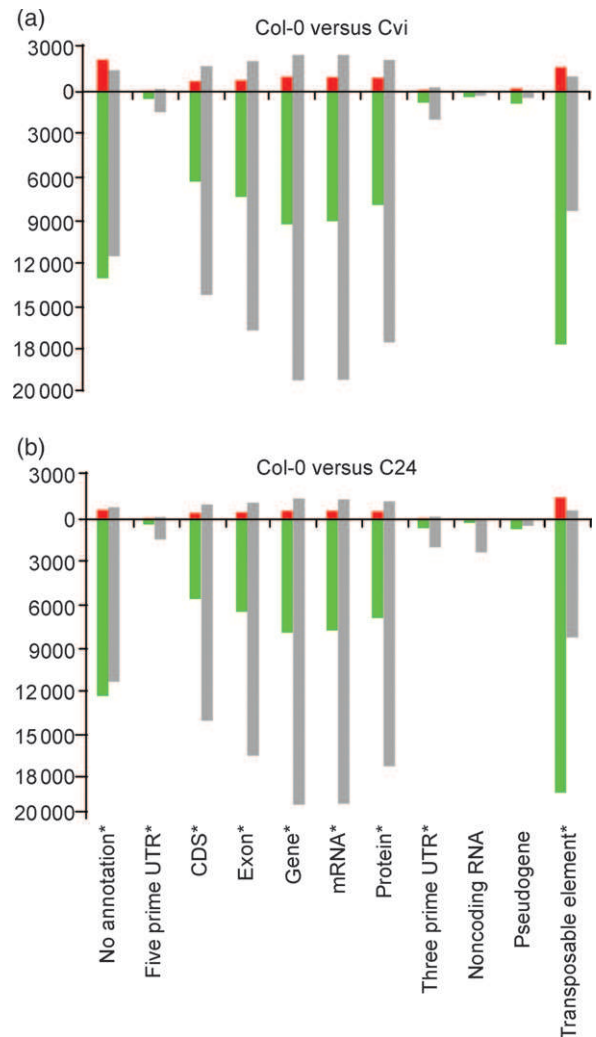 (a)
Col-0 versus Cvi
3000
0
3000
6000
9000
12 000
15 000
18 000
20 000
(b)
Col-0 versus C24
3000
0
3000
6000
9000
12 000
15 000
18 000
20 000
No annotation*
Five prime UTR*
CDS*
Exon*
Gene*
mRNA*
Protein*
Three prime UTR*
Noncoding RNA
Pseudogene
Transposable element*